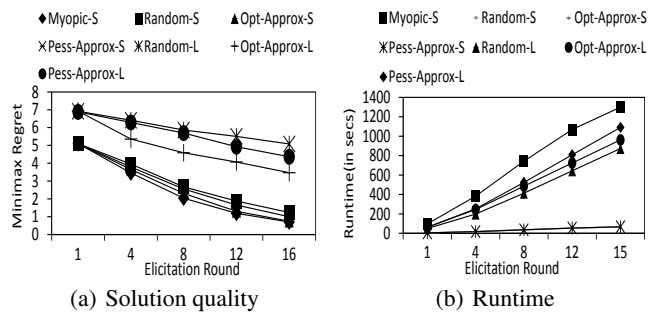 Myopic-S Random-S Opt-Approx-S
Pess-Approx-S Random-L Opt-Approx-L
Pess-Approx-L
8
7
6
5
4
3
2
1
0
Minimax Regret
1 4 8 12 16
Elicitation Round
(a) Solution quality
Myopic-S Random-S Opt-Approx-S
Pess-Approx-S Random-L Opt-Approx-L
Pess-Approx-L
1400
1200
1000
800
600
400
200
0
Runtime(in secs)
1 4 8 12 15
Elicitation Round
(b) Runtime